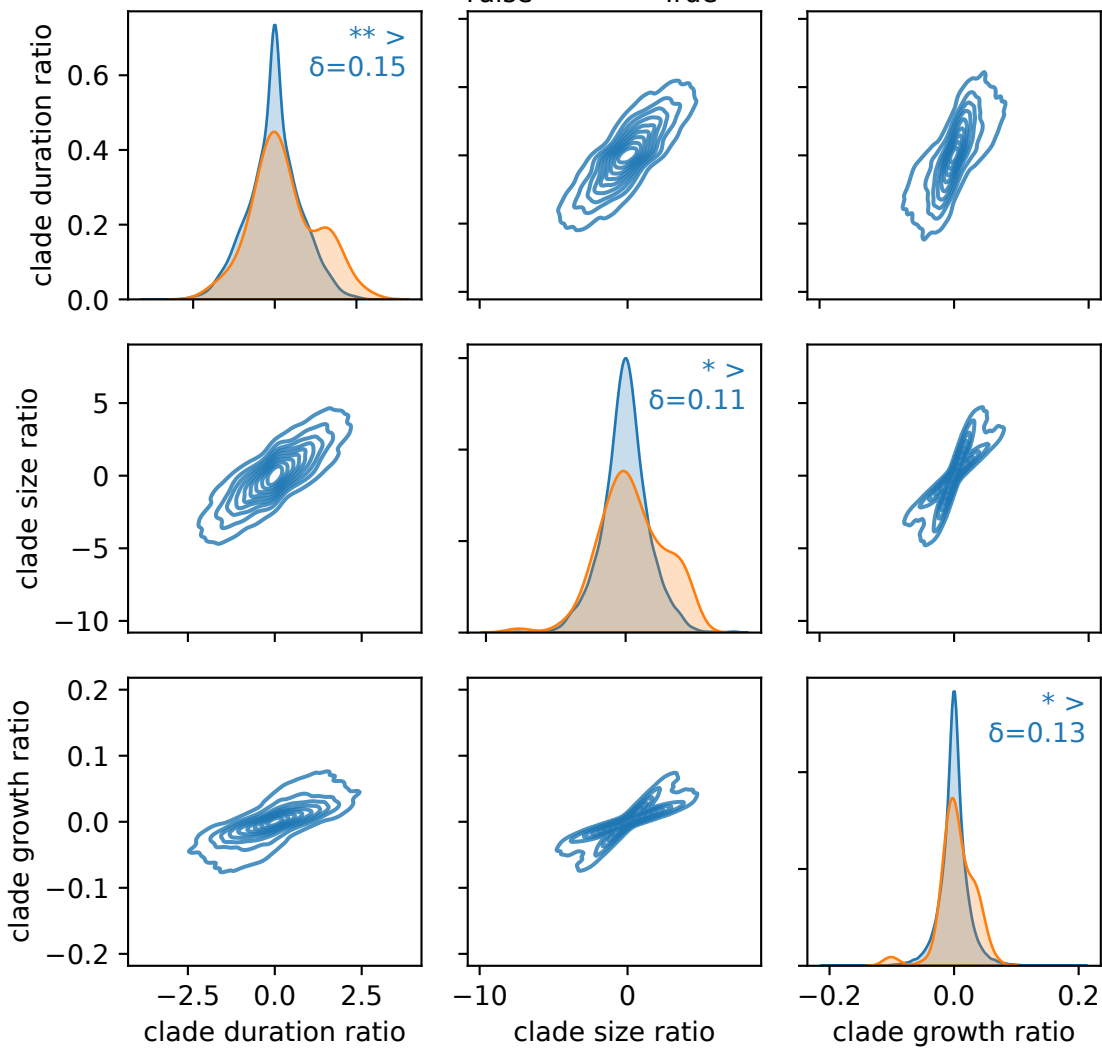 clade duration ratio
0.6
0.4
0.2
0.0
** >
δ=0.15
clade size ratio
5
0
−5
−10
* >
δ=0.11
clade growth ratio
0.2
0.1
0.0
−0.1
−0.2
* >
δ=0.13
−2.5 0.0 2.5
−10 0
−0.2 0.0 0.2
clade duration ratio
clade size ratio
clade growth ratio